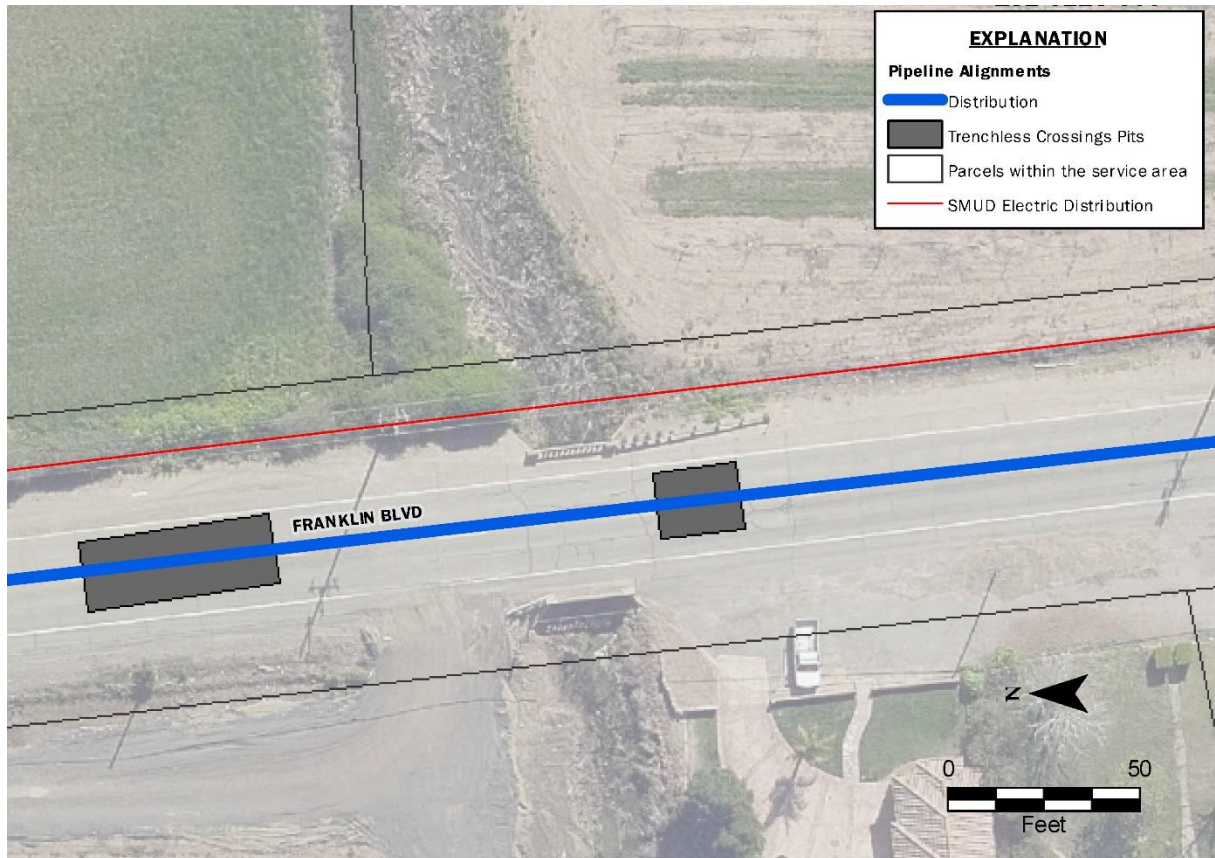 EXPLANATION
Pipeline Alignments
Distribution
Trenchless Crossings Pits
Parcels within the service area
SMUD Electric Distribution
FRANKLIN BLVD
N
0 50
Feet